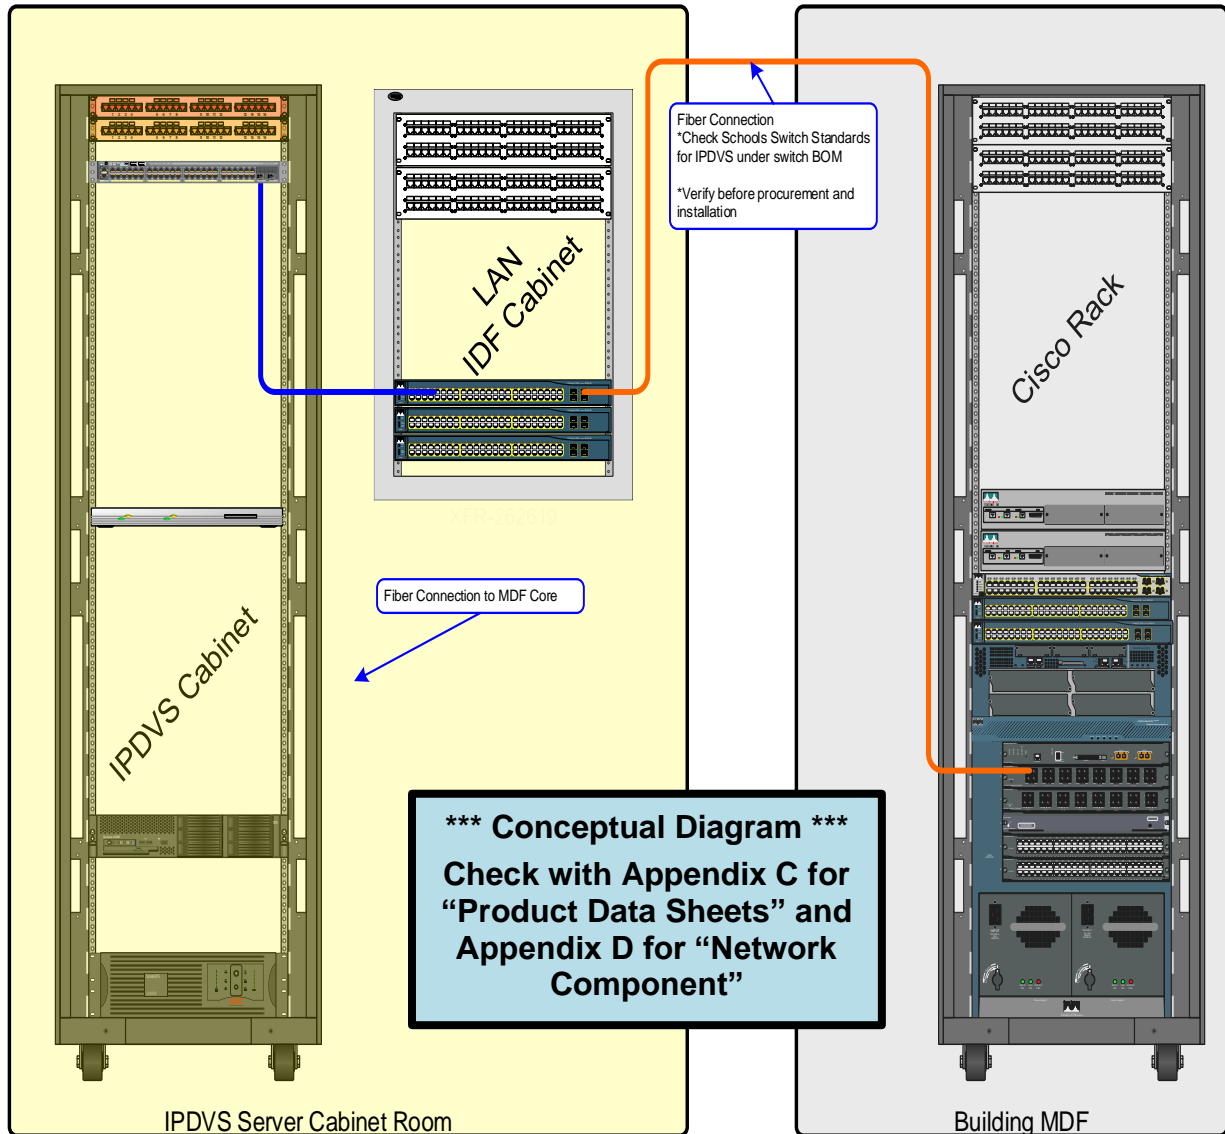 Fiber Connection
*Check Schools Switch Standards
for IPDVS under switch BOM
*Verify before procurement and
installation
LAN
IDF Cabinet
Cisco Rack
XFR-262619
Fiber Connection to MDF Core
IPDVS Cabinet
*** Conceptual Diagram ***
Check with Appendix C for
“Product Data Sheets” and
Appendix D for “Network
Component”
IPDVS Server Cabinet Room
Building MDF